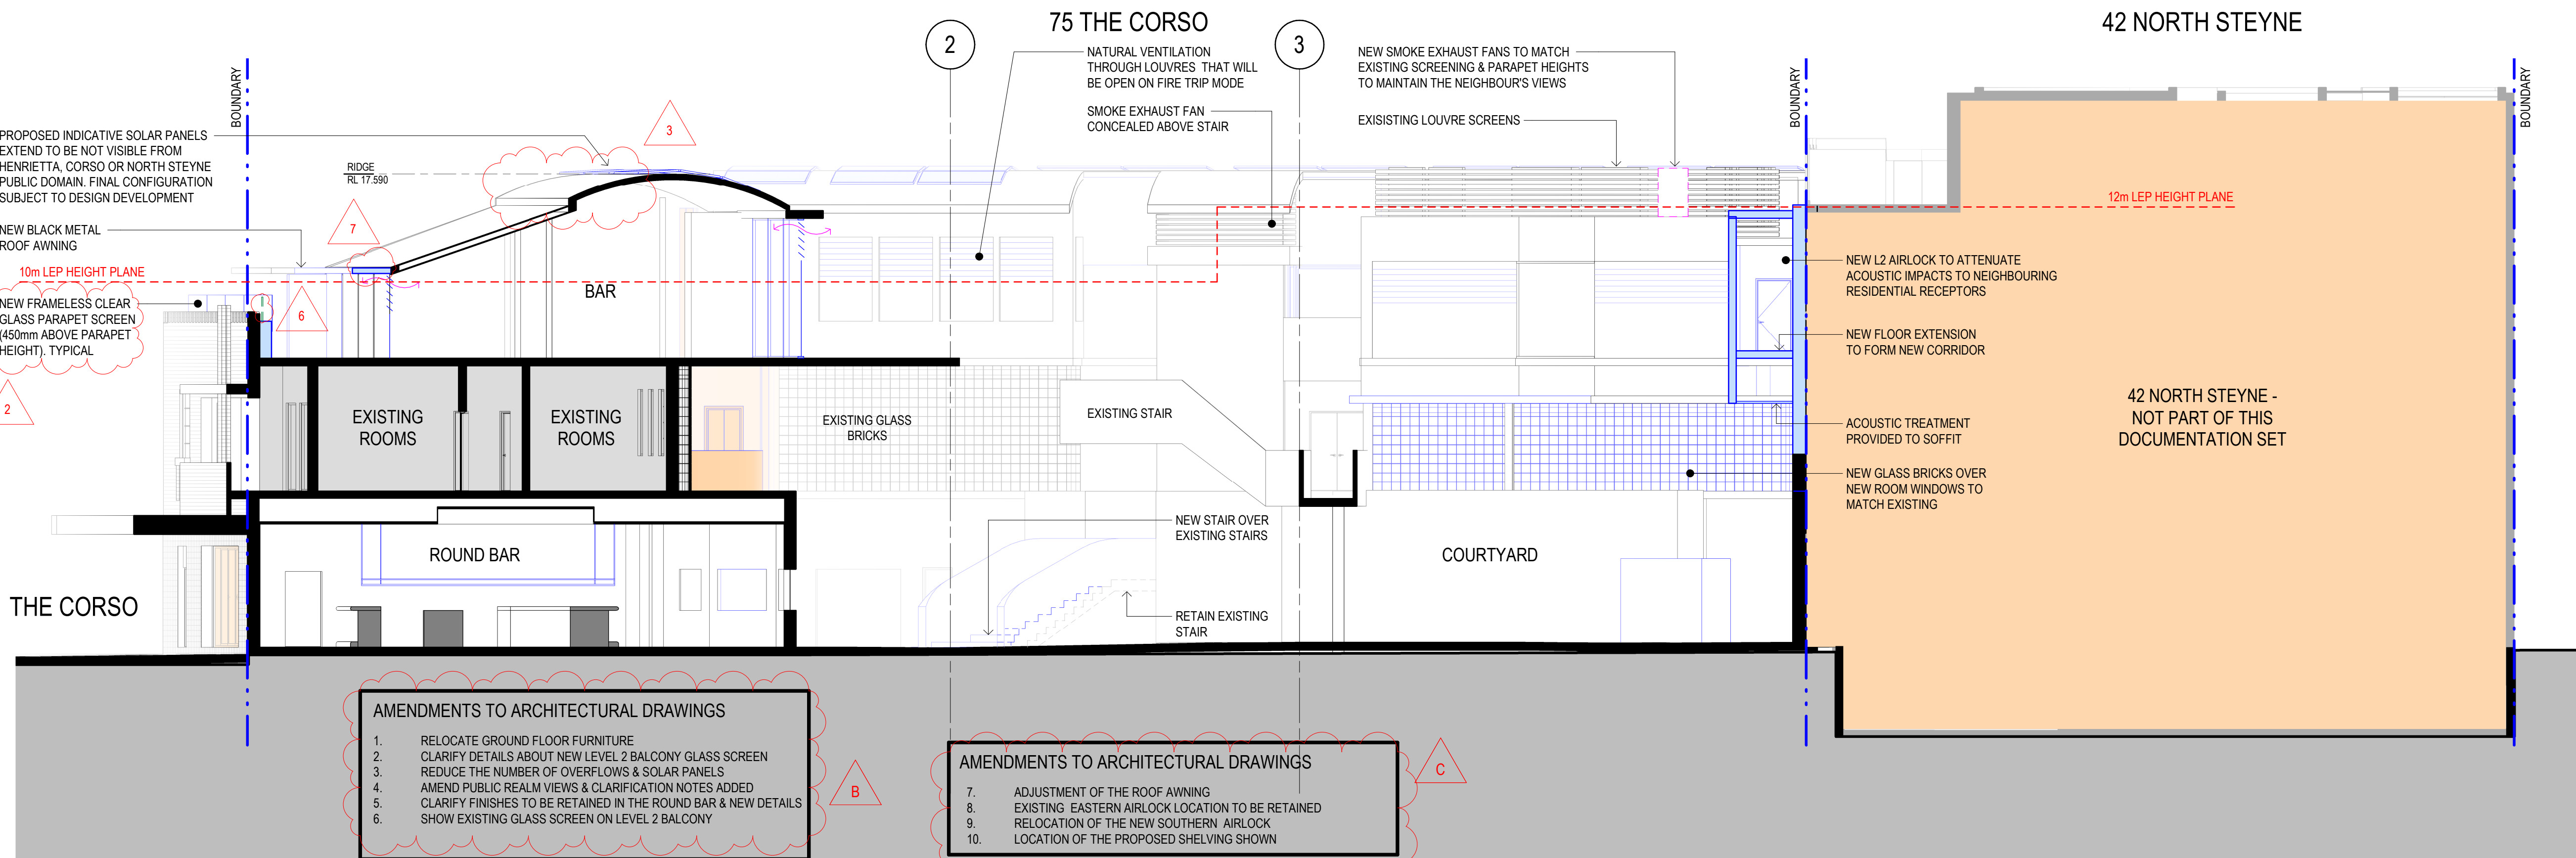 75 THE CORSO
42 NORTH STEYNE
2
3
NATURAL VENTILATION
THROUGH LOUVRES THAT WILL
BE OPEN ON FIRE TRIP MODE
SMOKE EXHAUST FAN
CONCEALED ABOVE STAIR
NEW SMOKE EXHAUST FANS TO MATCH
EXISTING SCREENING & PARAPET HEIGHTS
TO MAINTAIN THE NEIGHBOUR'S VIEWS
EXISISTING LOUVRE SCREENS
BOUNDARY
BOUNDARY
BOUNDARY
PROPOSED INDICATIVE SOLAR PANELS
EXTEND TO BE NOT VISIBLE FROM
HENRIETTA, CORSO OR NORTH STEYNE
PUBLIC DOMAIN. FINAL CONFIGURATION
SUBJECT TO DESIGN DEVELOPMENT
3
RIDGE
RL 17.590
7
NEW BLACK METAL
ROOF AWNING
10m LEP HEIGHT PLANE
12m LEP HEIGHT PLANE
NEW FRAMELESS CLEAR
GLASS PARAPET SCREEN
(450mm ABOVE PARAPET
HEIGHT). TYPICAL
6
2
BAR
NEW L2 AIRLOCK TO ATTENUATE
ACOUSTIC IMPACTS TO NEIGHBOURING
RESIDENTIAL RECEPTORS
NEW FLOOR EXTENSION
TO FORM NEW CORRIDOR
EXISTING
ROOMS
EXISTING
ROOMS
EXISTING GLASS
BRICKS
EXISTING STAIR
ACOUSTIC TREATMENT
PROVIDED TO SOFFIT
NEW GLASS BRICKS OVER
NEW ROOM WINDOWS TO
MATCH EXISTING
42 NORTH STEYNE -
NOT PART OF THIS
DOCUMENTATION SET
NEW STAIR OVER
EXISTING STAIRS
ROUND BAR
COURTYARD
THE CORSO
RETAIN EXISTING
STAIR
AMENDMENTS TO ARCHITECTURAL DRAWINGS
1. RELOCATE GROUND FLOOR FURNITURE
2. CLARIFY DETAILS ABOUT NEW LEVEL 2 BALCONY GLASS SCREEN
3. REDUCE THE NUMBER OF OVERFLOWS & SOLAR PANELS
4. AMEND PUBLIC REALM VIEWS & CLARIFICATION NOTES ADDED
5. CLARIFY FINISHES TO BE RETAINED IN THE ROUND BAR & NEW DETAILS
6. SHOW EXISTING GLASS SCREEN ON LEVEL 2 BALCONY
B
AMENDMENTS TO ARCHITECTURAL DRAWINGS
7. ADJUSTMENT OF THE ROOF AWNING
8. EXISTING EASTERN AIRLOCK LOCATION TO BE RETAINED
9. RELOCATION OF THE NEW SOUTHERN AIRLOCK
10. LOCATION OF THE PROPOSED SHELVING SHOWN
C